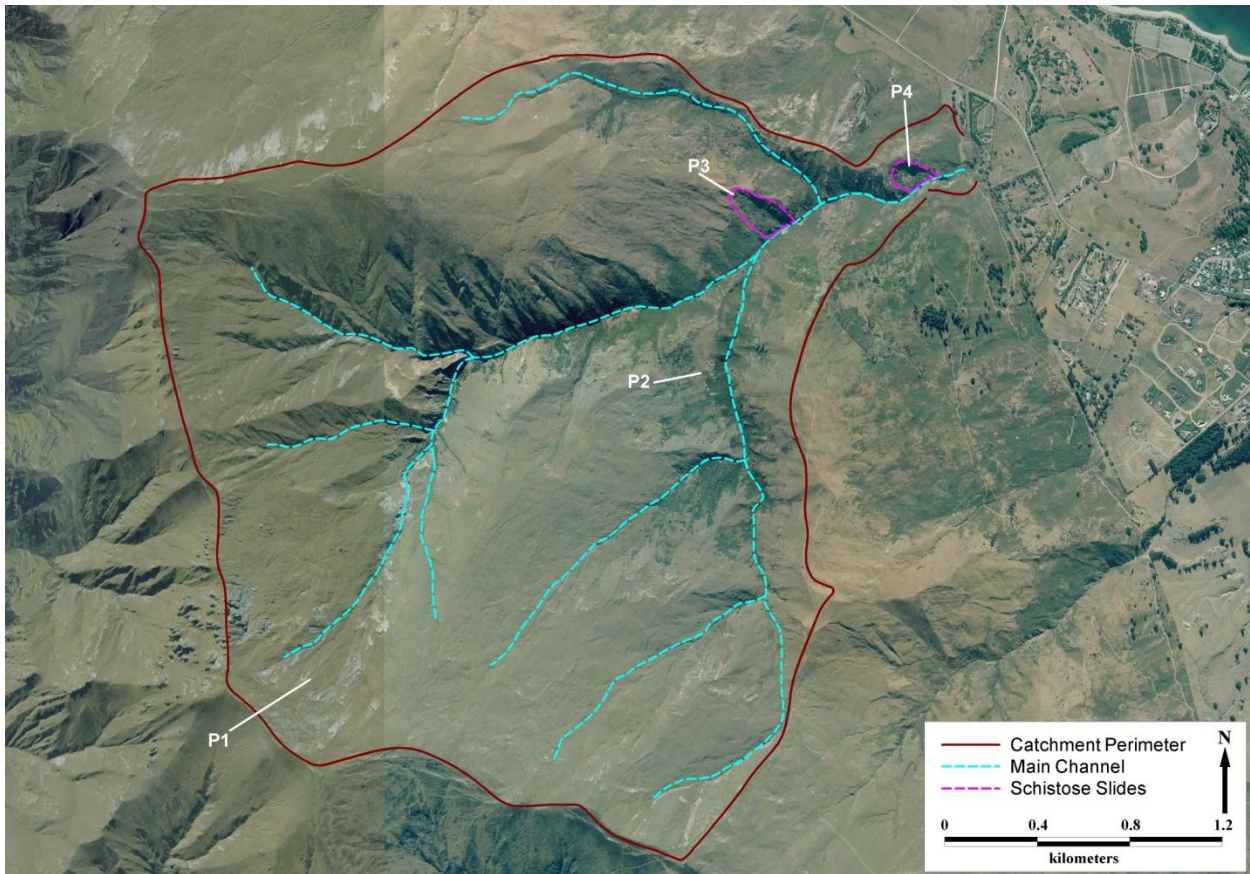 P4
P3
P2
P1
Catchment Perimeter
Main Channel
Schistose Slides
N
0 0.4 0.8 1.2
kilometers